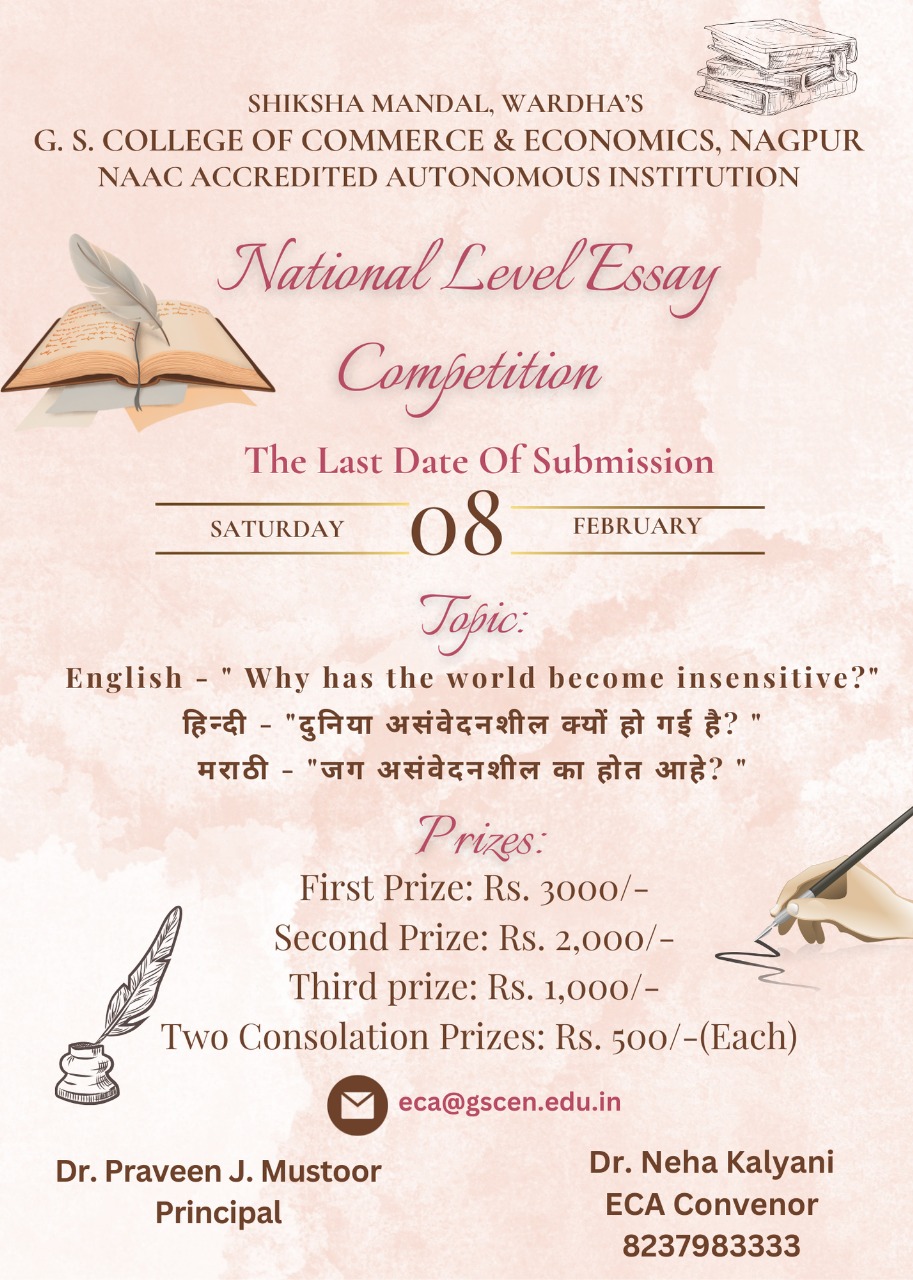 SHIKSHA MANDAL, WARDHA'S
G. S. COLLEGE OF COMMERCE & ECONOMICS, NAGPUR
NAAC ACCREDITED AUTONOMOUS INSTITUTION
National Level Essay
Competition
The Last Date Of Submission
SATURDAY 08 FEBRUARY
Topic:
English - " Why has the world become insensitive?"
हिन्दी - "दुनिया असंवेदनशील क्यों हो गई है? "
मराठी - "जग असंवेदनशील का होत आहे? "
Prizes:
First Prize: Rs. 3000/-
Second Prize: Rs. 2,000/-
Third prize: Rs. 1,000/-
Two Consolation Prizes: Rs. 500/-(Each)
eca@gscen.edu.in
Dr. Praveen J. Mustoor
Principal
Dr. Neha Kalyani
ECA Convenor
8237983333